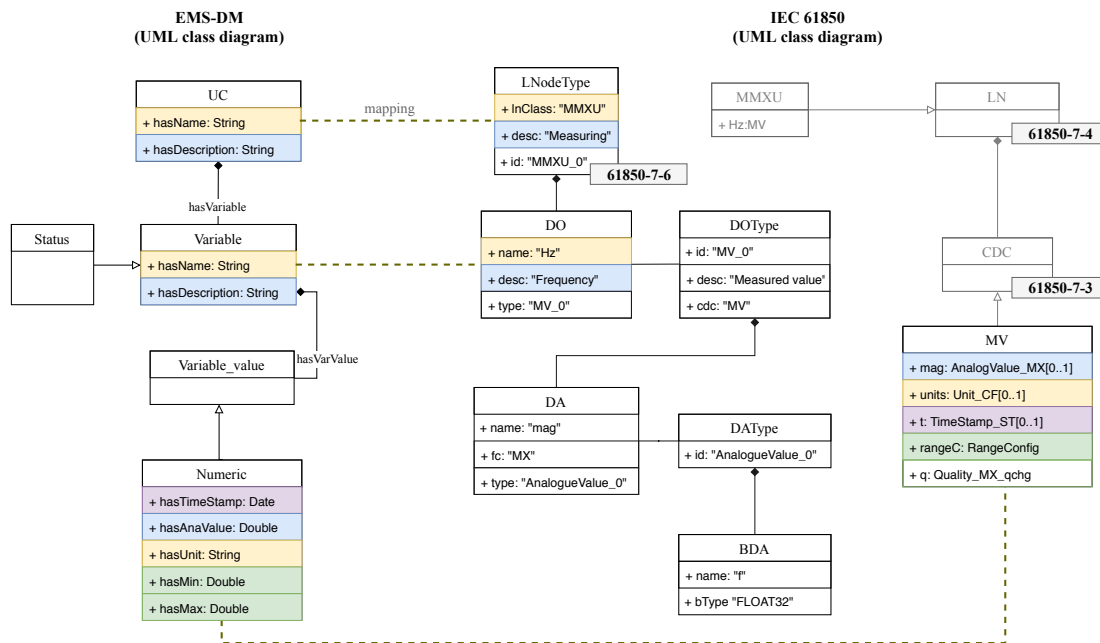 EMS-DM
(UML class diagram)
IEC 61850
(UML class diagram)
UC
+ hasName: String
+ hasDescription: String
mapping
LNodeType
+ lnClass: "MMXU"
+ desc: "Measuring"
+ id: "MMXU_0"
61850-7-6
MMXU
+ Hz:MV
LN
61850-7-4
hasVariable
Status
Variable
+ hasName: String
+ hasDescription: String
DO
+ name: "Hz"
+ desc: "Frequency"
+ type: "MV_0"
DOType
+ id: "MV_0"
+ desc: "Measured value"
+ cdc: "MV"
CDC
61850-7-3
hasVarValue
Variable_value
MV
+ mag: AnalogValue_MX[0..1]
+ units: Unit_CF[0..1]
+ t: TimeStamp_ST[0..1]
+ rangeC: RangeConfig
+ q: Quality_MX_qchg
DA
+ name: "mag"
+ fc: "MX"
+ type: "AnalogueValue_0"
DAType
+ id: "AnalogueValue_0"
Numeric
+ hasTimeStamp: Date
+ hasAnaValue: Double
+ hasUnit: String
+ hasMin: Double
+ hasMax: Double
BDA
+ name: "f"
+ bType "FLOAT32"